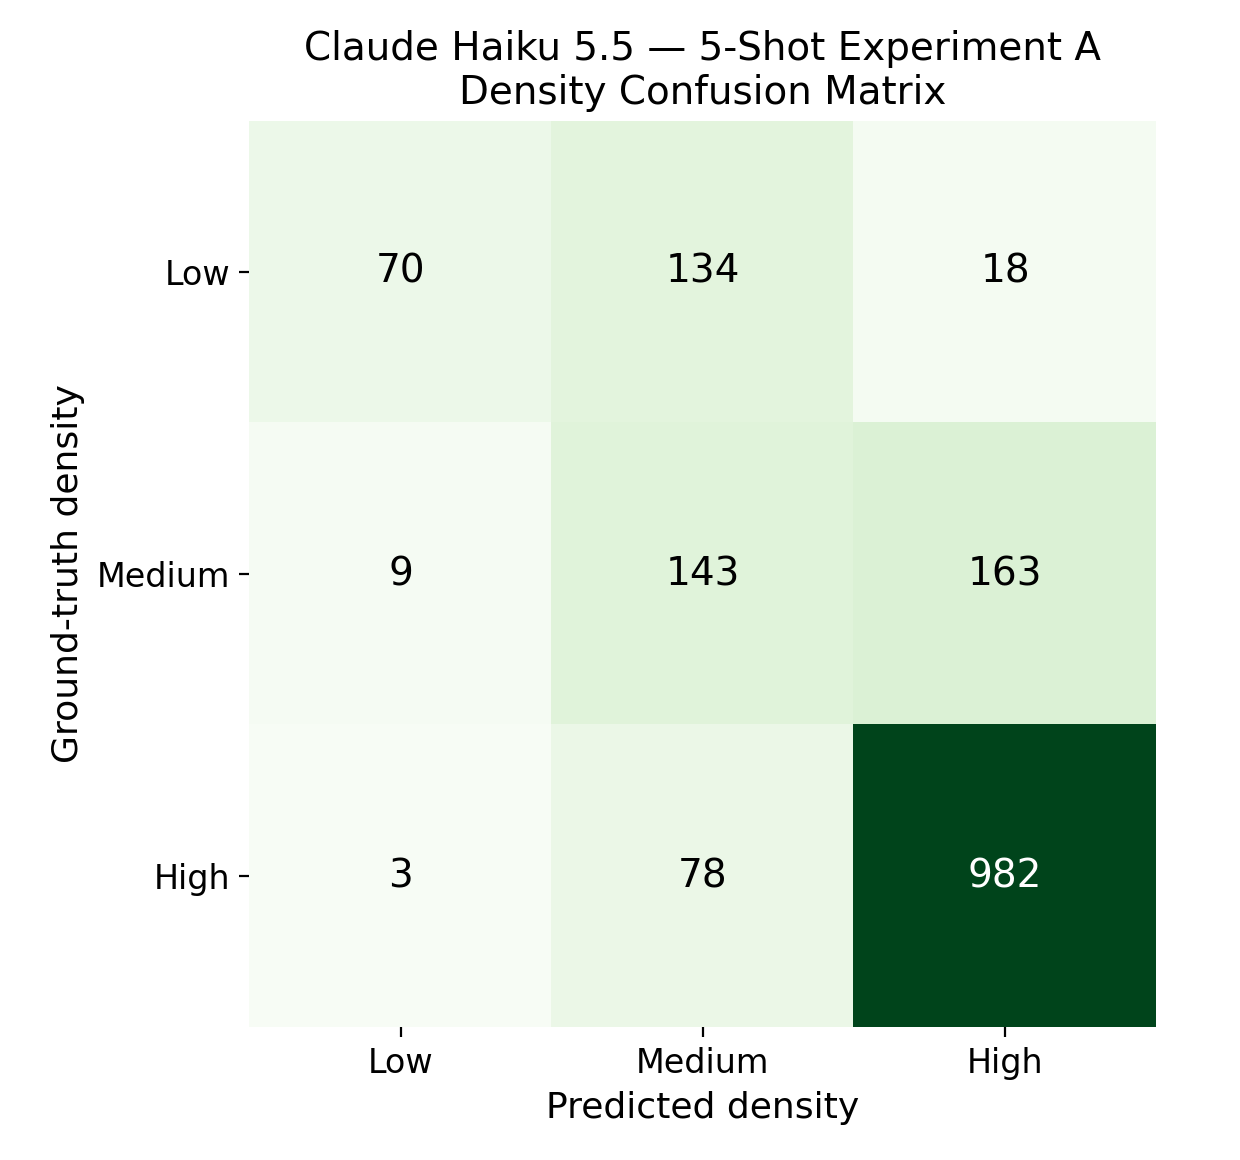 Claude Haiku 5.5 — 5-Shot Experiment A
Density Confusion Matrix
Ground-truth density
Low
70
134
18
Medium
9
143
163
High
3
78
982
Low
Medium
High
Predicted density